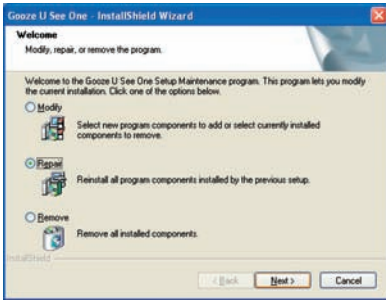 Gooze U See One - InstallShield Wizard
Welcome
Modify, repair, or remove the program.
Welcome to the Gooze U See One Setup Maintenance program. This program lets you modify
the current installation. Click one of the options below.
Modify
Select new program components to add or select currently installed
components to remove.
Repair
Reinstall all program components installed by the previous setup.
Remove
Remove all installed components.
InstallShield
< Back Next > Cancel